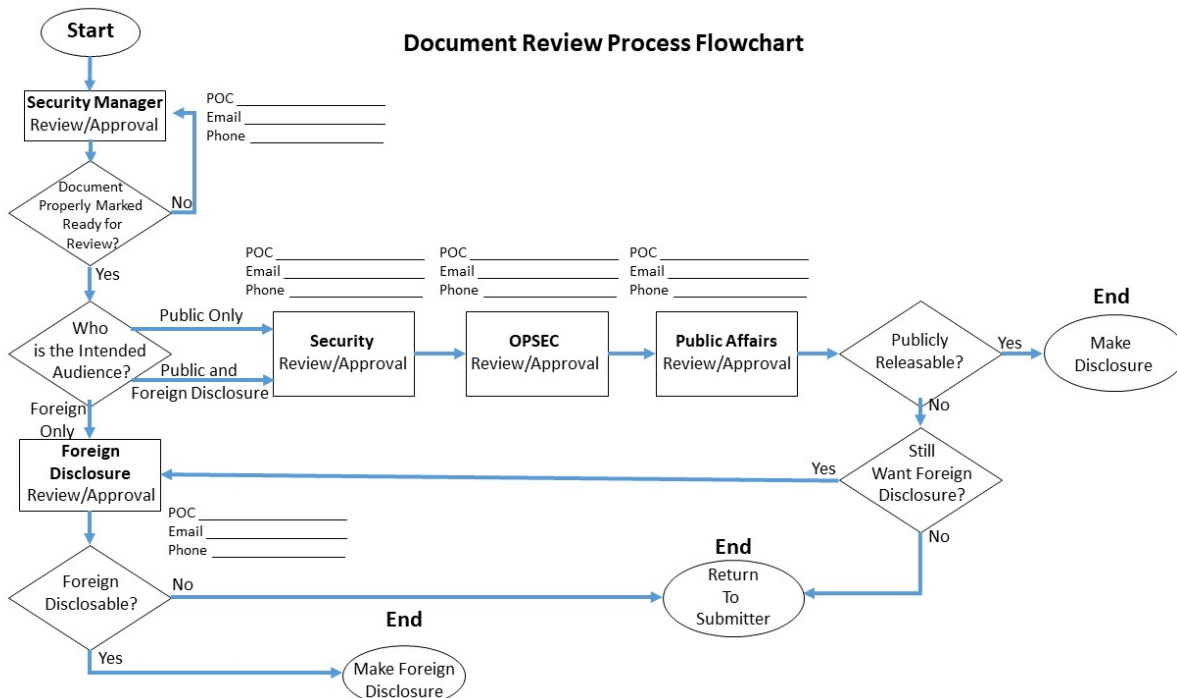 Start
Document Review Process Flowchart
Security Manager
Review/Approval
POC
Email
Phone
Document
Properly Marked
Ready for
Review?
No
Yes
POC
Email
Phone
POC
Email
Phone
POC
Email
Phone
Who
is the Intended
Audience?
Public Only
Public and
Foreign Disclosure
Foreign
Only
Security
Review/Approval
OPSEC
Review/Approval
Public Affairs
Review/Approval
Publicly
Releasable?
Yes
End
Make
Disclosure
No
Still
Want Foreign
Disclosure?
Yes
No
Foreign
Disclosure
Review/Approval
POC
Email
Phone
Foreign
Disclosable?
No
End
Return
To
Submitter
Yes
End
Make Foreign
Disclosure